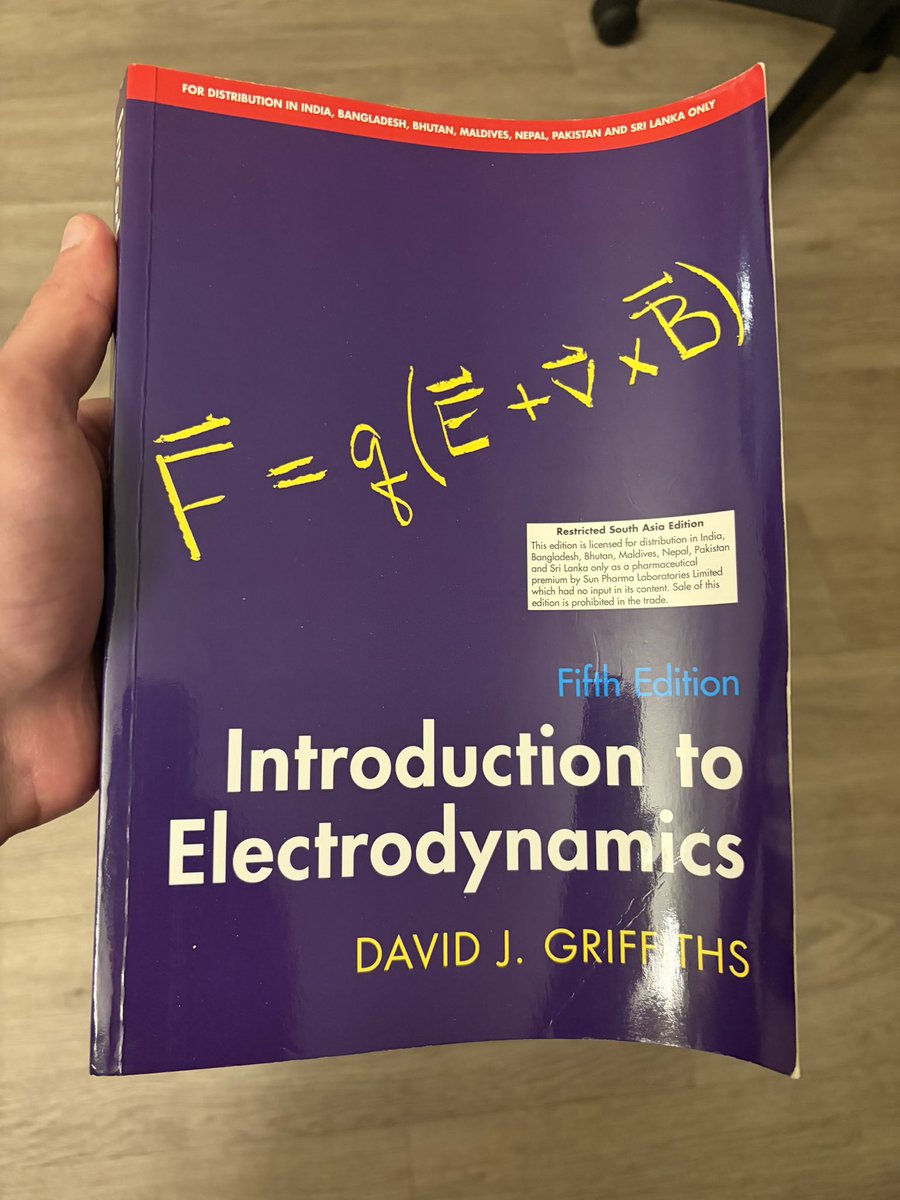 FOR DISTRIBUTION IN INDIA, BANGLADESH, BHUTAN, MALDIVES, NEPAL, PAKISTAN AND SRI LANKA ONLY
F⃗ = q(E⃗ + v⃗ × B⃗)
Restricted South Asia Edition
This edition is licensed for distribution in India,
Bangladesh, Bhutan, Maldives, Nepal, Pakistan
and Sri Lanka only as a pharmaceutical
premium by Sun Pharma Laboratories Limited
which had no input in its content. Sale of this
edition is prohibited in the trade.
Fifth Edition
Introduction to
Electrodynamics
DAVID J. GRIFFITHS